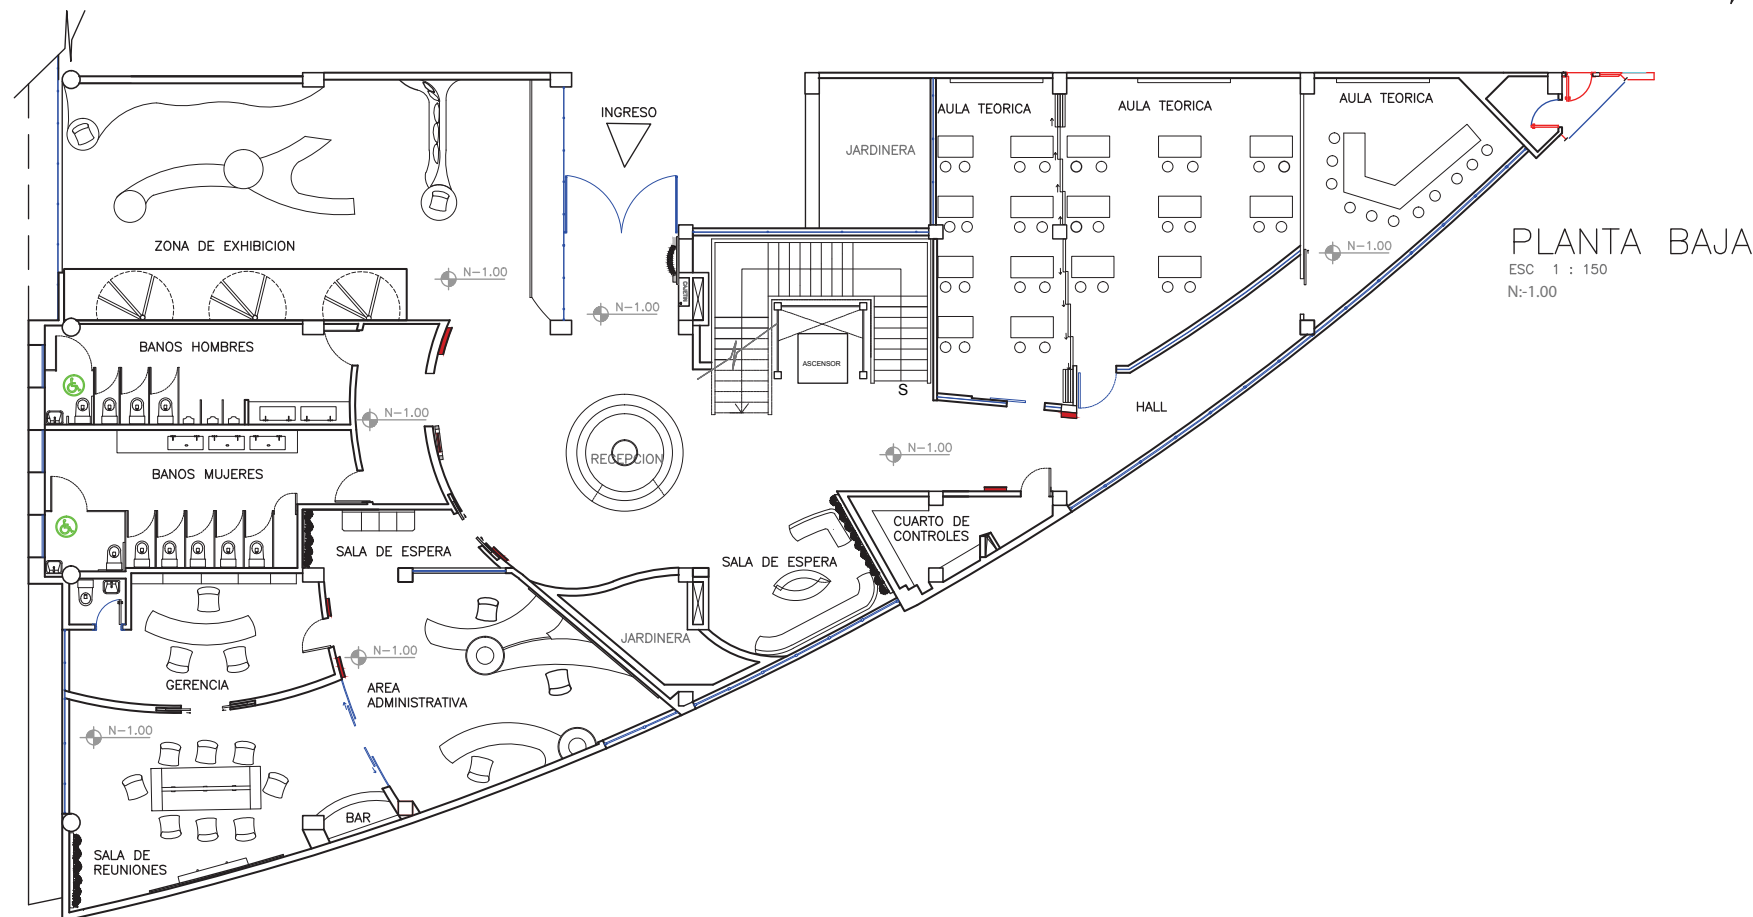 INGRESO
AULA TEORICA
AULA TEORICA
AULA TEORICA
JARDINERA
ZONA DE EXHIBICION
N-1.00
N-1.00
N-1.00
PLANTA BAJA
ESC 1 : 150
N:-1.00
BANOS HOMBRES
ASCENSOR
S
N-1.00
HALL
RECEPCION
N-1.00
BANOS MUJERES
CUARTO DE
CONTROLES
SALA DE ESPERA
SALA DE ESPERA
JARDINERA
N-1.00
GERENCIA
AREA
ADMINISTRATIVA
N-1.00
BAR
SALA DE
REUNIONES